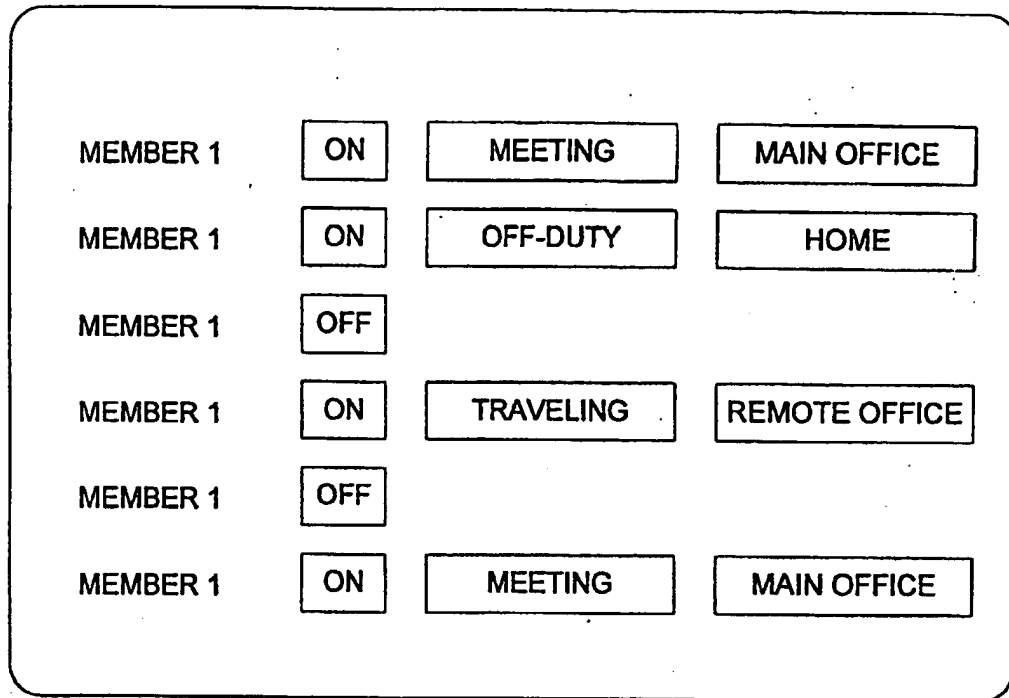 MEMBER 1 ON MEETING MAIN OFFICE
MEMBER 1 ON OFF-DUTY HOME
MEMBER 1 OFF
MEMBER 1 ON TRAVELING REMOTE OFFICE
MEMBER 1 OFF
MEMBER 1 ON MEETING MAIN OFFICE